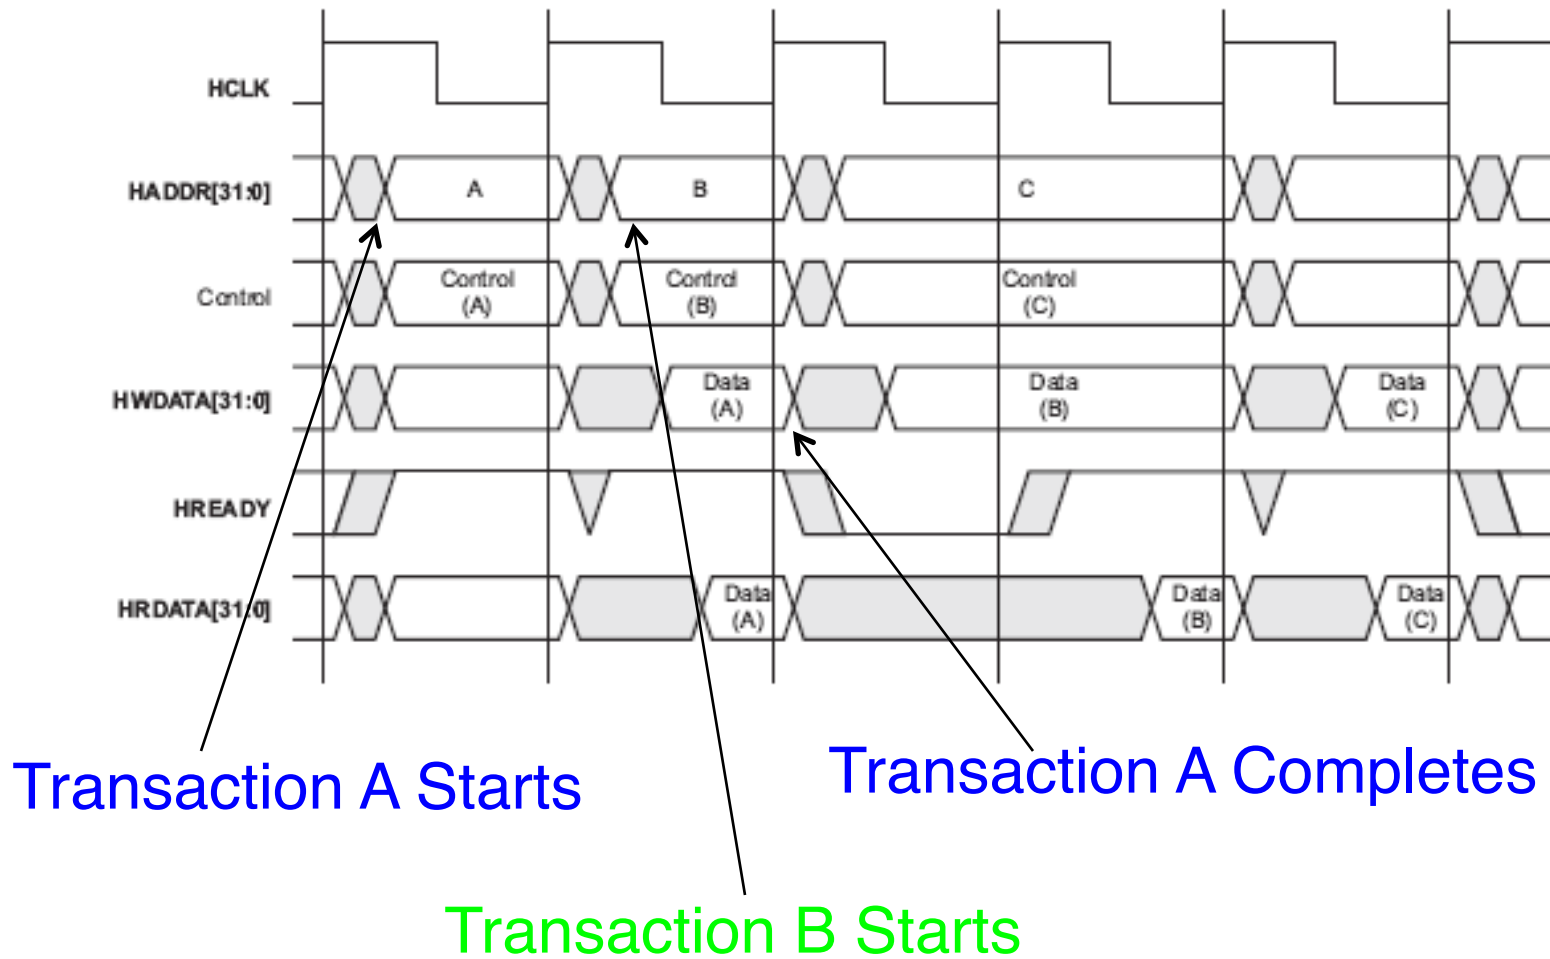 HCLK
HADDR[31:0] A B C
Control Control (A) Control (B) Control (C)
HWDATA[31:0] Data (A) Data (B) Data (C)
HREADY
HRDATA[31:0] Data (A) Data (B) Data (C)
Transaction A Starts
Transaction A Completes
Transaction B Starts